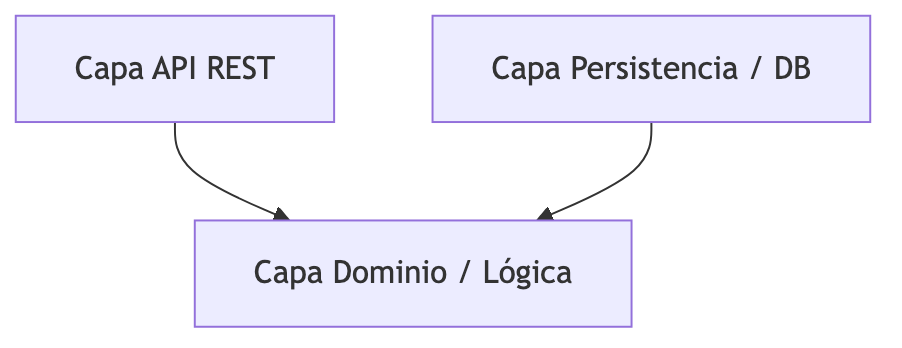 Capa API REST
Capa Persistencia / DB
Capa Dominio / Lógica